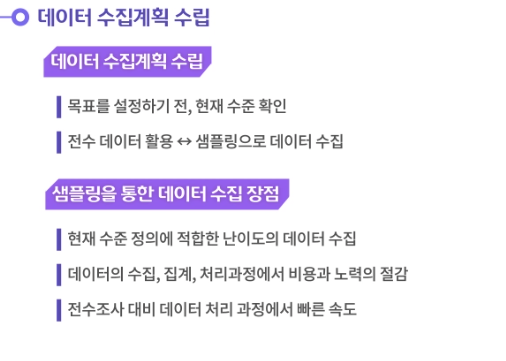 데이터 수집계획 수립
데이터 수집계획 수립
목표를 설정하기 전, 현재 수준 확인
전수 데이터 활용 ↔ 샘플링으로 데이터 수집
샘플링을 통한 데이터 수집 장점
현재 수준 정의에 적합한 난이도의 데이터 수집
데이터의 수집, 집계, 처리과정에서 비용과 노력의 절감
전수조사 대비 데이터 처리 과정에서 빠른 속도